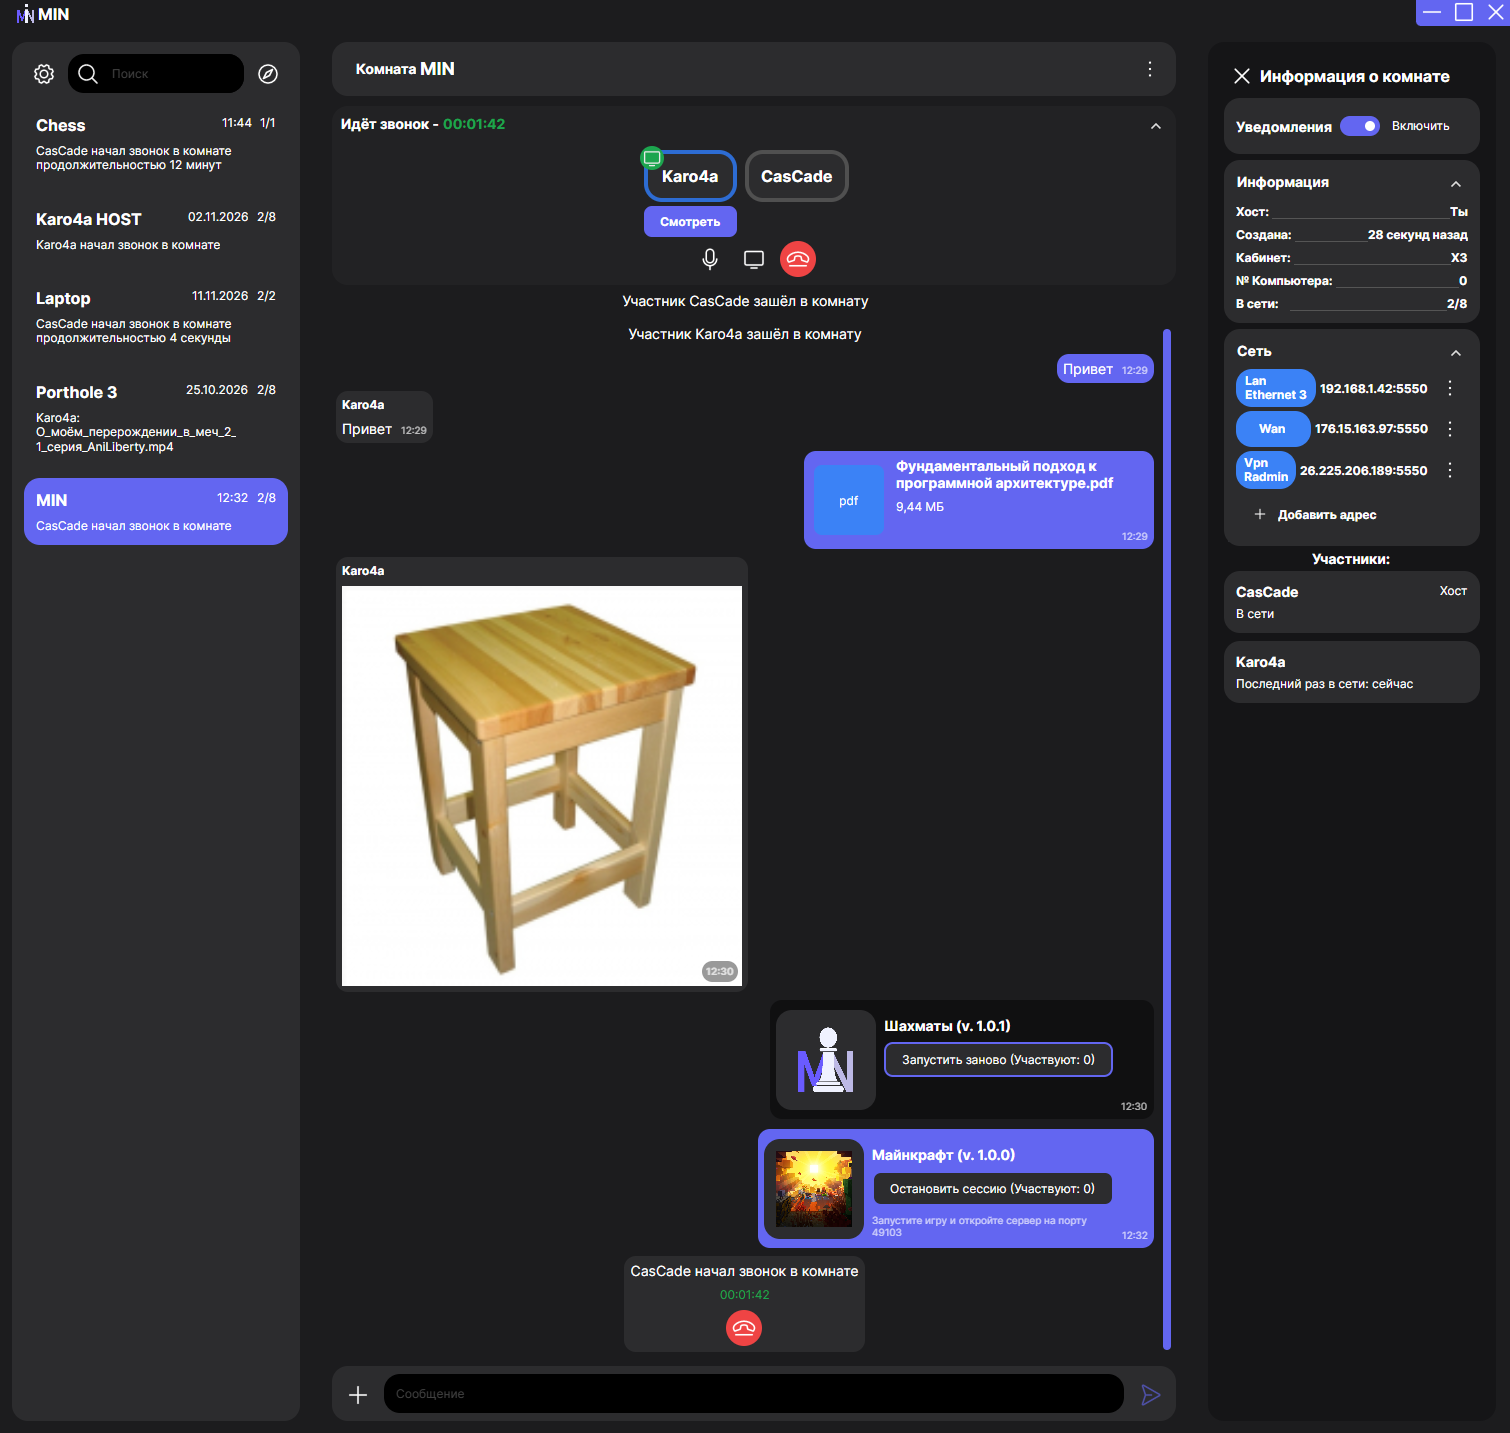 MIN
Поиск
Chess
11:44 1/1
CasCade начал звонок в комнате
продолжительностью 12 минут
Karo4a HOST
02.11.2026 2/8
Karo4a начал звонок в комнате
Laptop
11.11.2026 2/2
CasCade начал звонок в комнате
продолжительностью 4 секунды
Porthole 3
25.10.2026 2/8
Karo4a:
О_моём_перерождении_в_меч_2_
1_серия_AniLiberty.mp4
MIN
12:32 2/8
CasCade начал звонок в комнате
Комната MIN
Идёт звонок - 00:01:42
Karo4a
CasCade
Смотреть
Участник CasCade зашёл в комнату
Участник Karo4a зашёл в комнату
Привет 12:29
Karo4a
Привет 12:29
pdf
Фундаментальный подход к
программной архитектуре.pdf
9,44 МБ
12:29
Karo4a
12:30
MN
Шахматы (v. 1.0.1)
Запустить заново (Участвуют: 0)
12:30
Майнкрафт (v. 1.0.0)
Остановить сессию (Участвуют: 0)
Запустите игру и откройте сервер на порту
49103
12:32
CasCade начал звонок в комнате
00:01:42
Сообщение
Информация о комнате
Уведомления Включить
Информация
Хост: Ты
Создана: 28 секунд назад
Кабинет: ХЗ
№ Компьютера: 0
В сети: 2/8
Сеть
Lan
Ethernet 3
192.168.1.42:5550
Wan
176.15.163.97:5550
Vpn
Radmin
26.225.206.189:5550
Добавить адрес
Участники:
CasCade
Хост
В сети
Karo4a
Последний раз в сети: сейчас